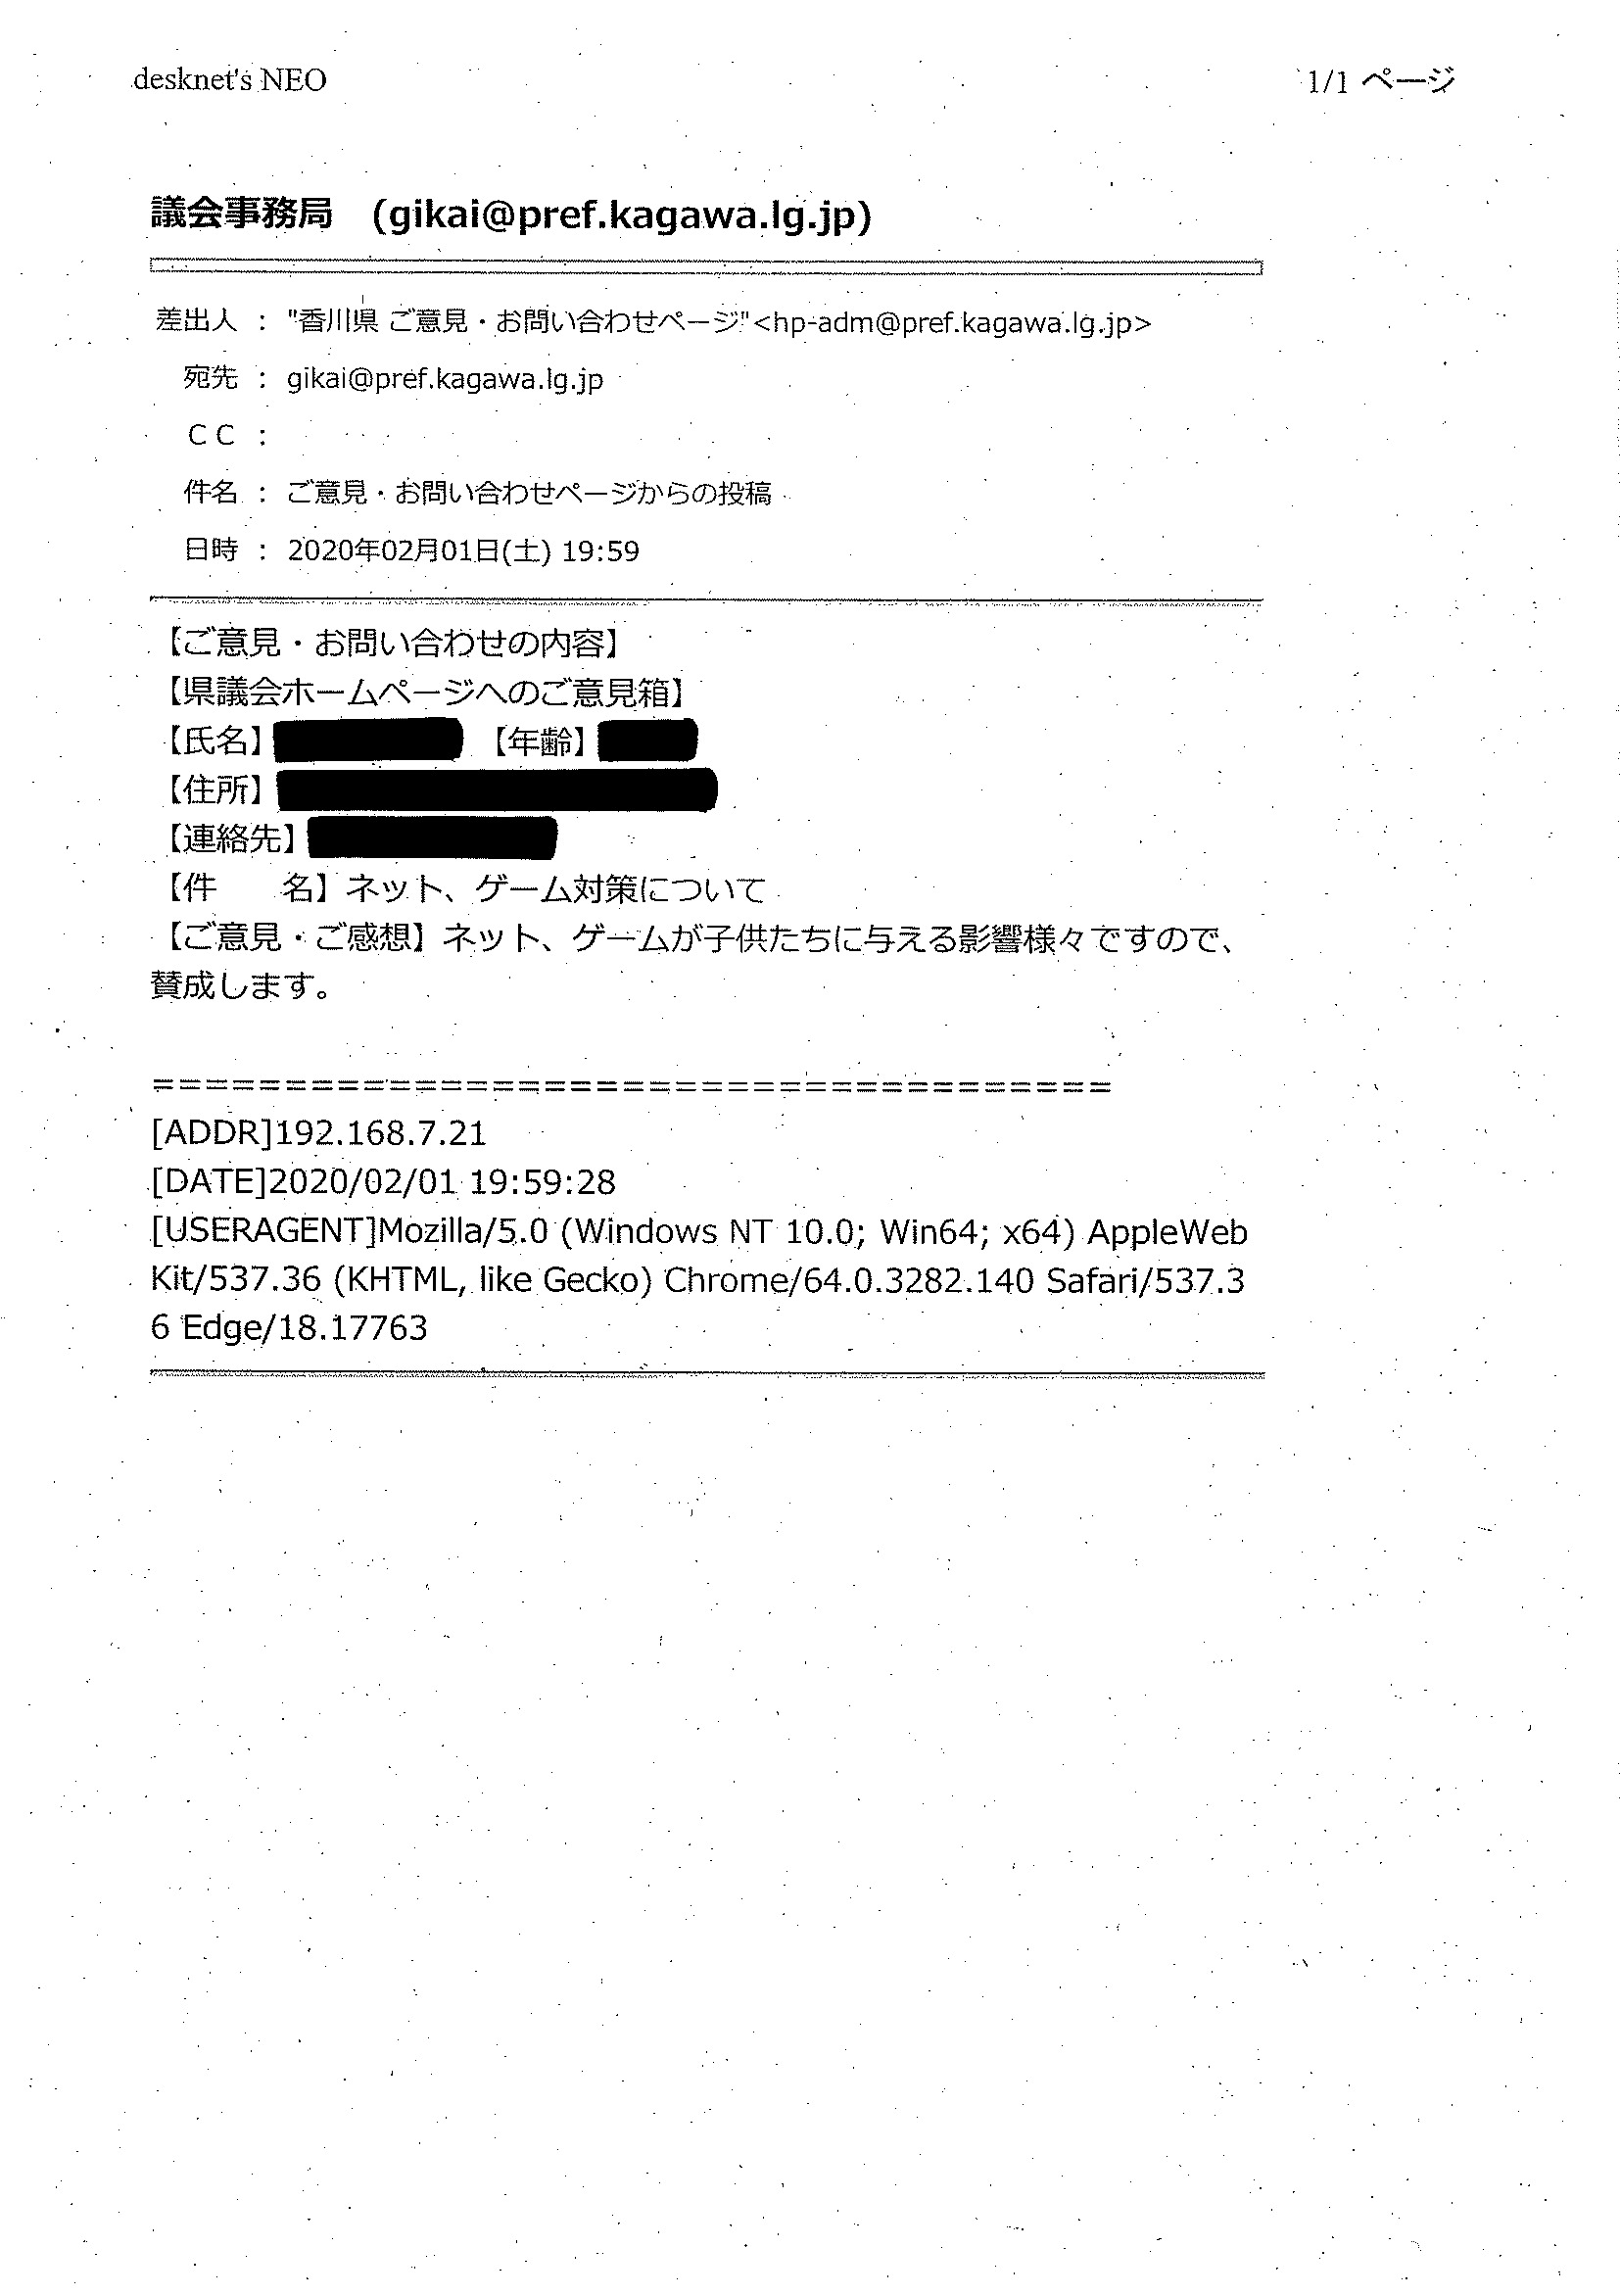 desknet's NEO
1/1 ページ
議会事務局 (gikai@pref.kagawa.lg.jp)
差出人 : "香川県 ご意見・お問い合わせページ"<hp-adm@pref.kagawa.lg.jp>
宛先 : gikai@pref.kagawa.lg.jp
ＣＣ :
件名 : ご意見・お問い合わせページからの投稿
日時 : 2020年02月01日(土) 19:59
【ご意見・お問い合わせの内容】
【県議会ホームページへのご意見箱】
【氏名】 【年齢】
【住所】
【連絡先】
【件　　名】ネット、ゲーム対策について
【ご意見・ご感想】ネット、ゲームが子供たちに与える影響様々ですので、
賛成します。
=====================================
[ADDR]192.168.7.21
[DATE]2020/02/01 19:59:28
[USERAGENT]Mozilla/5.0 (Windows NT 10.0; Win64; x64) AppleWeb
Kit/537.36 (KHTML, like Gecko) Chrome/64.0.3282.140 Safari/537.3
6 Edge/18.17763